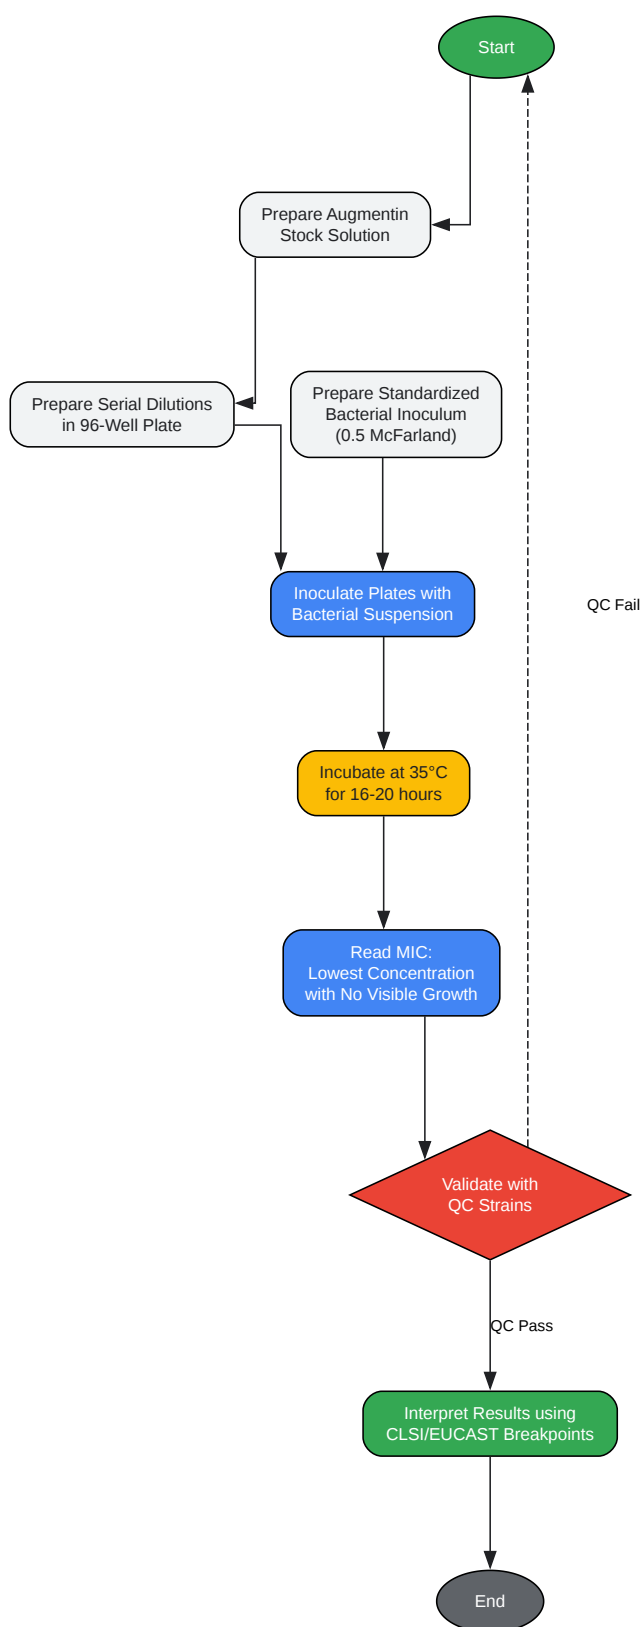 Start
Prepare Augmentin
Stock Solution
Prepare Serial Dilutions
in 96-Well Plate
Prepare Standardized
Bacterial Inoculum
(0.5 McFarland)
Inoculate Plates with
Bacterial Suspension
QC Fail
Incubate at 35°C
for 16-20 hours
Read MIC:
Lowest Concentration
with No Visible Growth
Validate with
QC Strains
QC Pass
Interpret Results using
CLSI/EUCAST Breakpoints
End